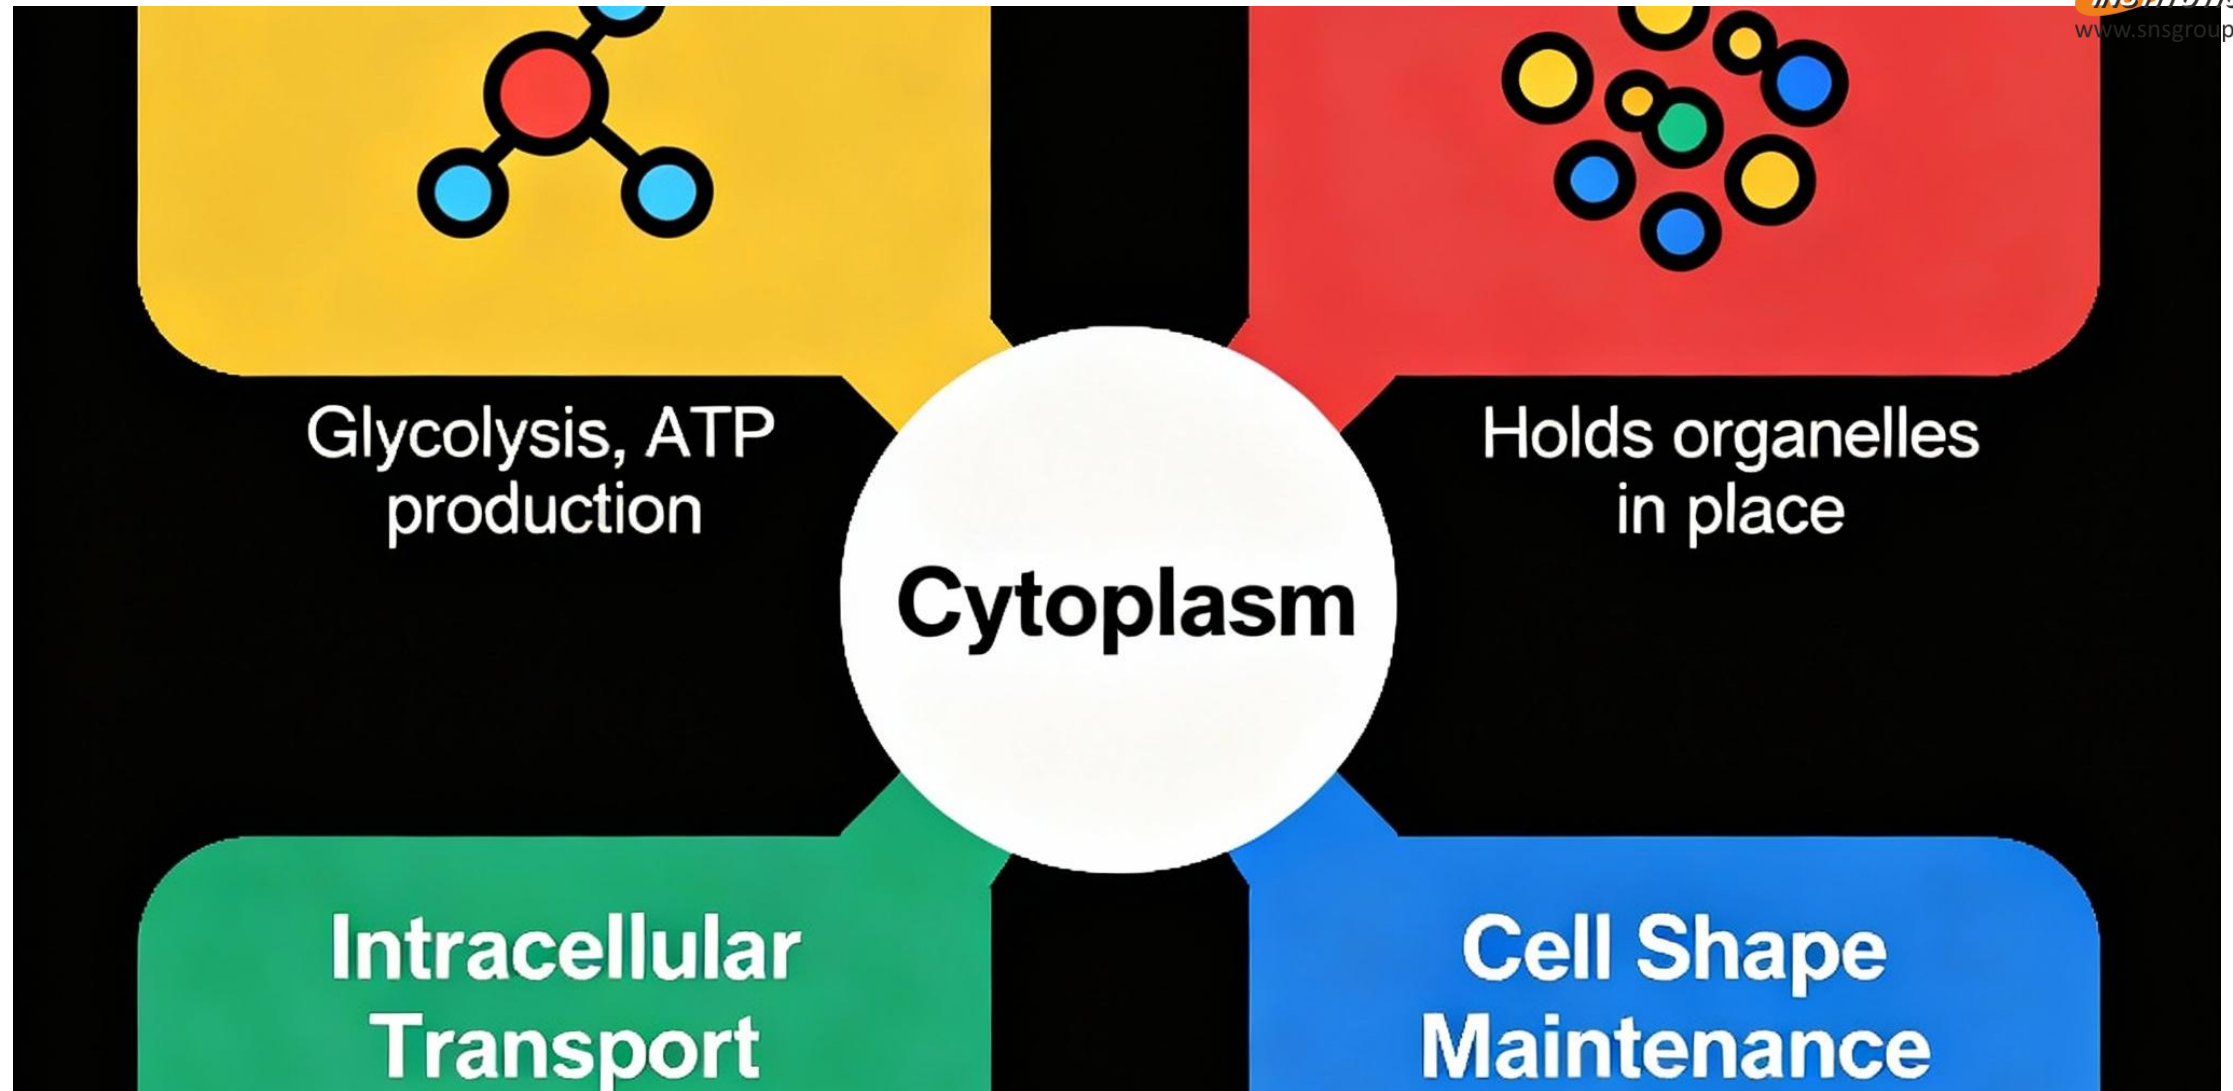 www.snsgroup
Glycolysis, ATP
production
Holds organelles
in place
Cytoplasm
Intracellular
Transport
Cell Shape
Maintenance